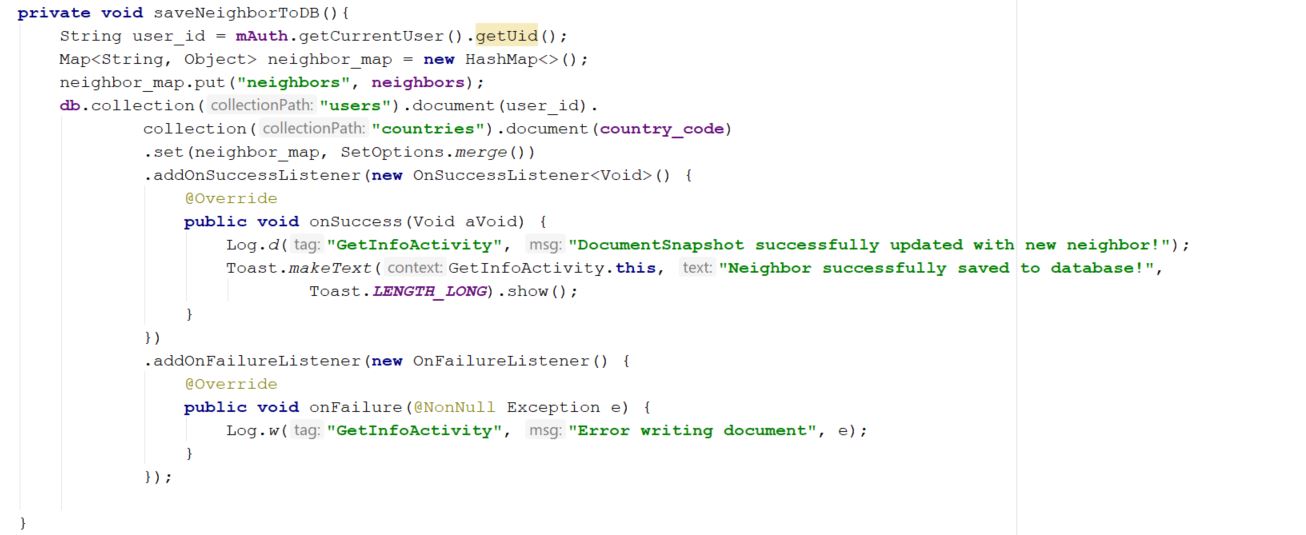 private void saveNeighborToDB(){
String user_id = mAuth.getCurrentUser().getUid();
Map<String, Object> neighbor_map = new HashMap<>();
neighbor_map.put("neighbors", neighbors);
db.collection( collectionPath: "users").document(user_id).
collection( collectionPath: "countries").document(country_code)
.set(neighbor_map, SetOptions.merge())
.addOnSuccessListener(new OnSuccessListener<Void>() {
@Override
public void onSuccess(Void aVoid) {
Log.d( tag: "GetInfoActivity", msg: "DocumentSnapshot successfully updated with new neighbor!");
Toast.makeText( context: GetInfoActivity.this, text: "Neighbor successfully saved to database!",
Toast.LENGTH_LONG).show();
}
})
.addOnFailureListener(new OnFailureListener() {
@Override
public void onFailure(@NonNull Exception e) {
Log.w( tag: "GetInfoActivity", msg: "Error writing document", e);
}
});
}